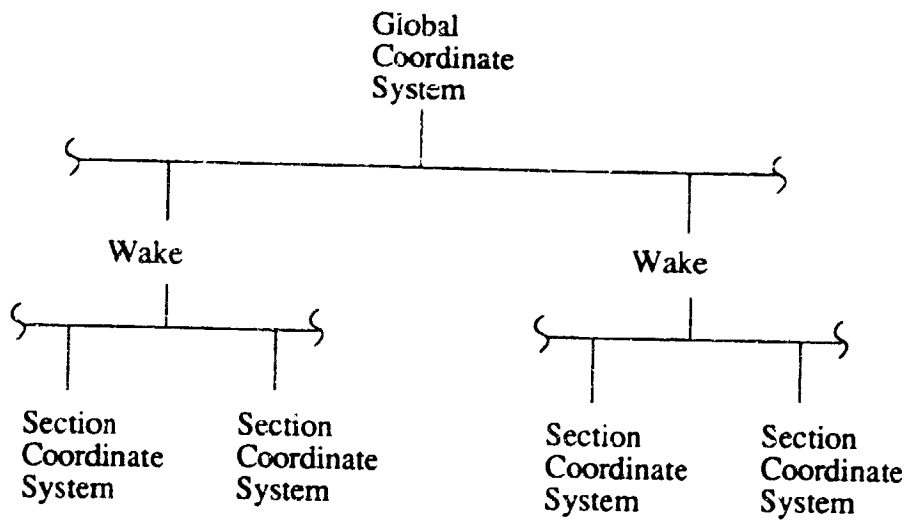 Global
Coordinate
System
Wake
Wake
Section
Coordinate
System
Section
Coordinate
System
Section
Coordinate
System
Section
Coordinate
System